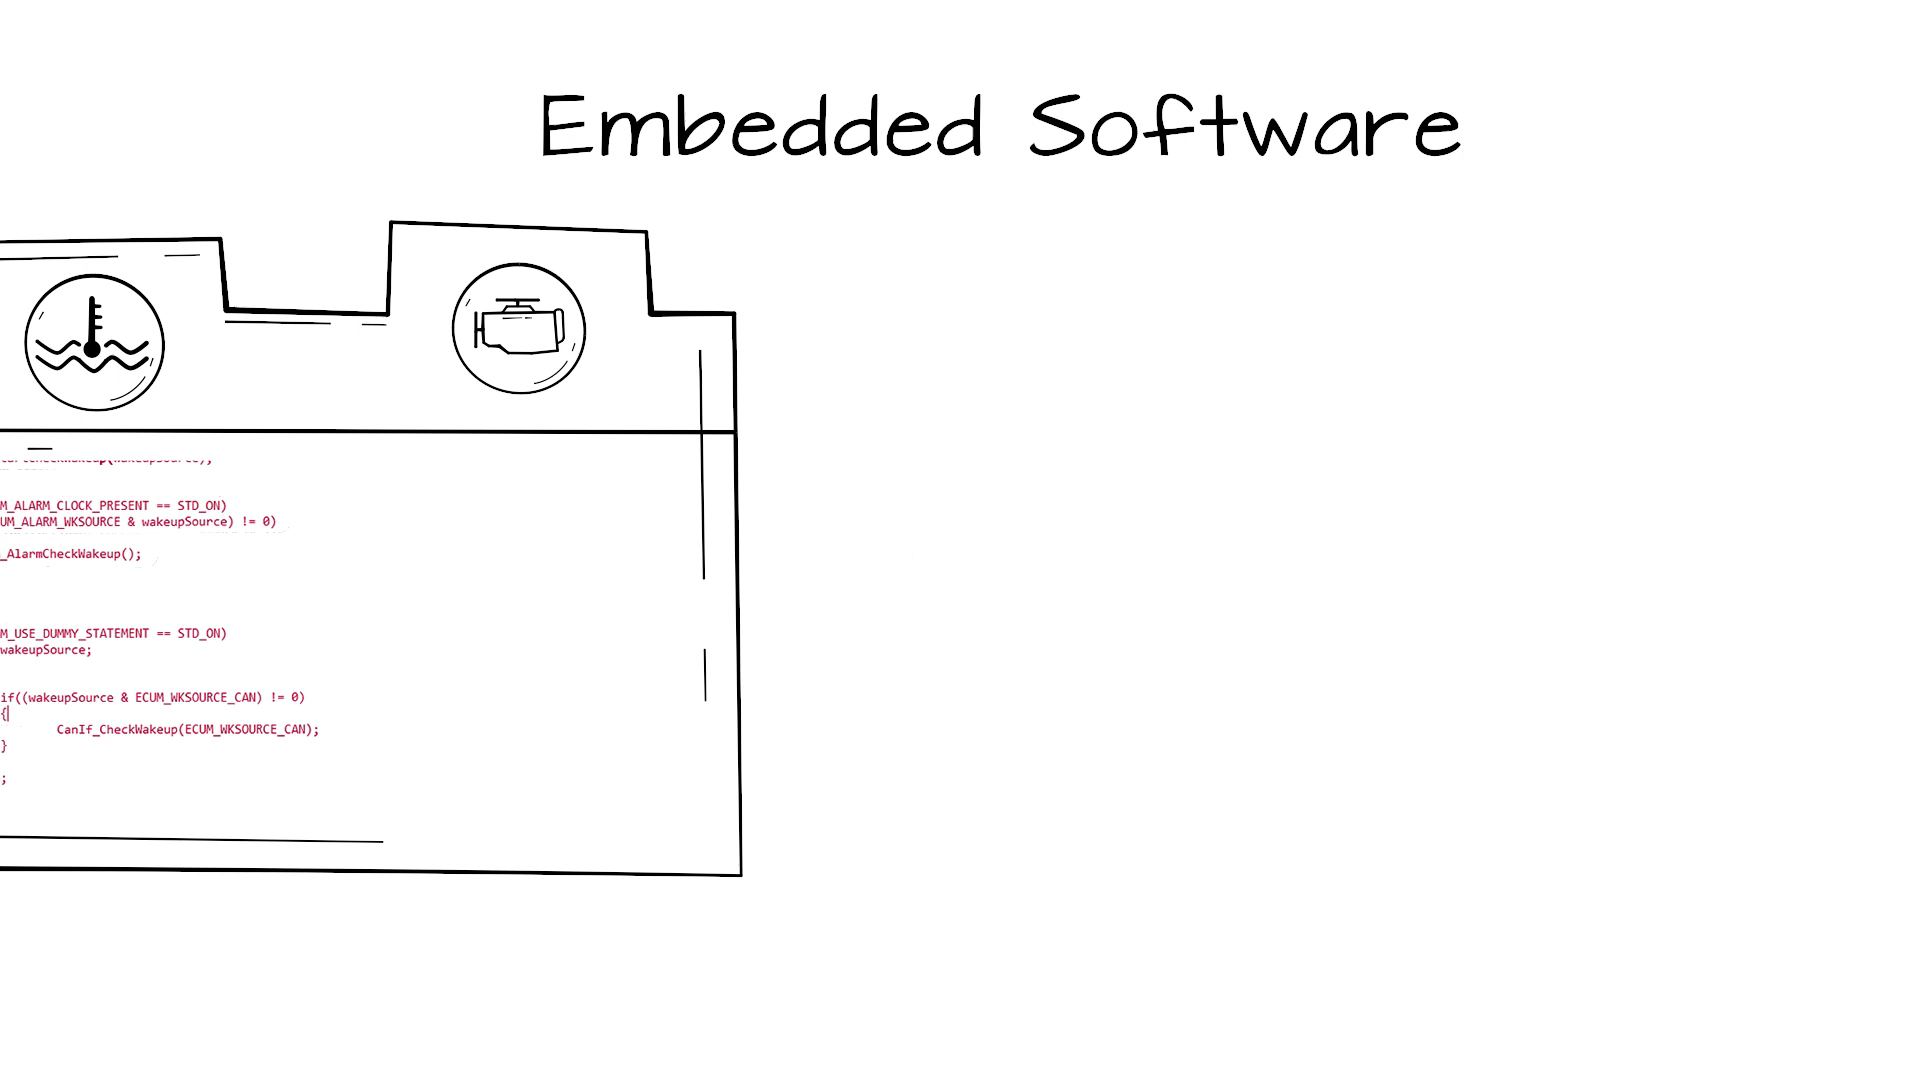 Embedded Software
M_ALARM_CLOCK_PRESENT == STD_ON)
UM_ALARM_WKSOURCE & wakeupSource) != 0)
_AlarmCheckWakeup();
M_USE_DUMMY_STATEMENT == STD_ON)
wakeupSource;
if((wakeupSource & ECUM_WKSOURCE_CAN) != 0)
{
CanIf_CheckWakeup(ECUM_WKSOURCE_CAN);
}
;